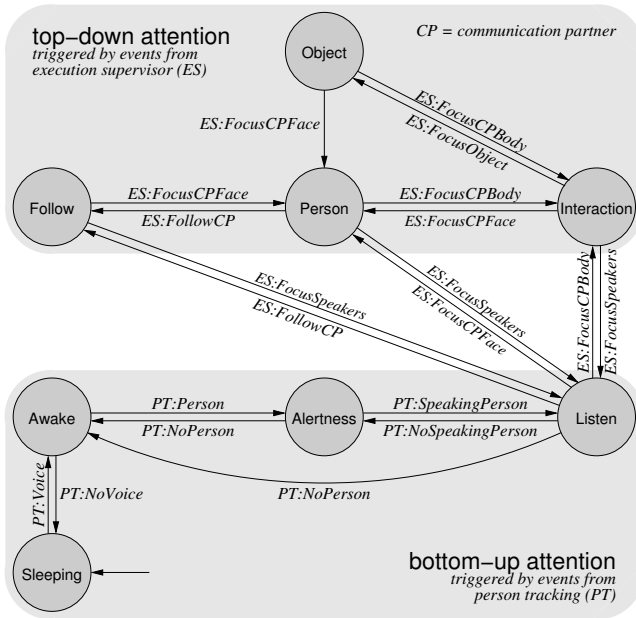 top−down attention
triggered by events from
execution supervisor (ES)
CP = communication partner
Object
ES:FocusCPFace
ES:FocusCPBody
ES:FocusObject
Follow
ES:FocusCPFace
ES:FollowCP
Person
ES:FocusCPBody
ES:FocusCPFace
Interaction
ES:FocusSpeakers
ES:FollowCP
ES:FocusSpeakers
ES:FocusCPFace
ES:FocusCPBody
ES:FocusSpeakers
Awake
PT:Person
PT:NoPerson
Alertness
PT:SpeakingPerson
PT:NoSpeakingPerson
Listen
PT:NoPerson
PT:Voice
PT:NoVoice
Sleeping
bottom−up attention
triggered by events from
person tracking (PT)